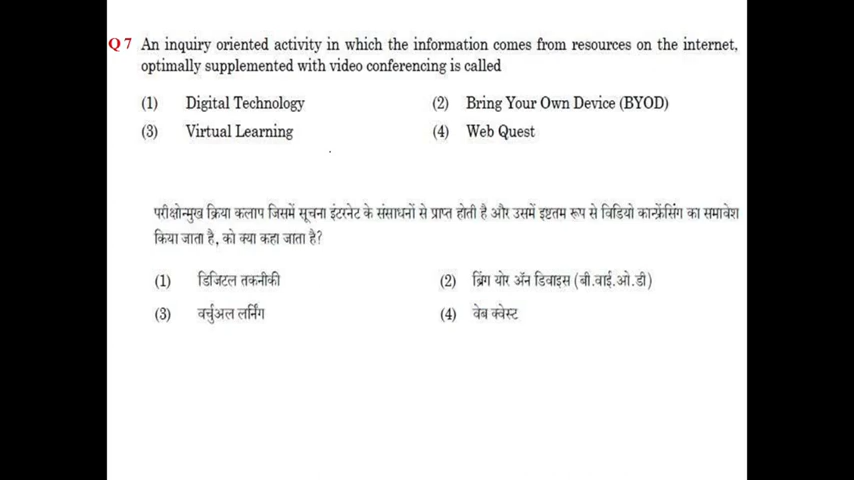 Q 7 An inquiry oriented activity in which the information comes from resources on the internet,
optimally supplemented with video conferencing is called
(1) Digital Technology (2) Bring Your Own Device (BYOD)
(3) Virtual Learning (4) Web Quest
परीक्षोन्मुख क्रिया कलाप जिसमें सूचना इंटरनेट के संसाधनों से प्राप्त होती है और उसमें इष्टतम रूप से विडियो कान्फ्रेंसिंग का समावेश
किया जाता है, को क्या कहा जाता है?
(1) डिजिटल तकनीकी (2) ब्रिंग योर ऑन डिवाइस (बी.वाई.ओ.डी)
(3) वर्चुअल लर्निंग (4) वेब क्वेस्ट